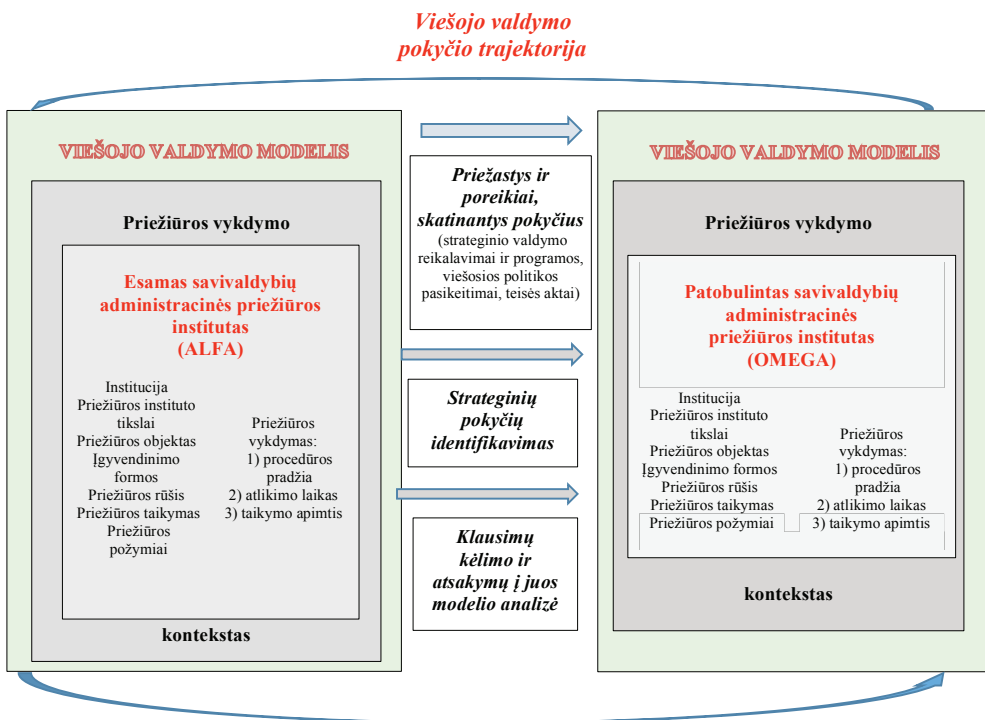 Viešojo valdymo
pokyčio trajektorija
VIEŠOJO VALDYMO MODELIS
Priežiūros vykdymo
Esamas savivaldybių
administracinės priežiūros
institutas
(ALFA)
Institucija
Priežiūros instituto
tikslai
Priežiūros objektas
Įgyvendinimo
formos
Priežiūros rūšis
Priežiūros taikymas
Priežiūros
požymiai
Priežiūros
vykdymas:
1) procedūros
pradžia
2) atlikimo laikas
3) taikymo apimtis
kontekstas
Priežastys ir
poreikiai,
skatinantys pokyčius
(strateginio valdymo
reikalavimai ir programos,
viešosios politikos
pasikeitimai, teisės aktai)
Strateginių
pokyčių
identifikavimas
Klausimų
kėlimo ir
atsakymų į juos
modelio analizė
VIEŠOJO VALDYMO MODELIS
Priežiūros vykdymo
Patobulintas savivaldybių
administracinės
priežiūros institutas
(OMEGA)
Institucija
Priežiūros instituto
tikslai
Priežiūros objektas
Įgyvendinimo formos
Priežiūros rūšis
Priežiūros taikymas
Priežiūros požymiai
Priežiūros
vykdymas:
1) procedūros
pradžia
2) atlikimo laikas
3) taikymo apimtis
kontekstas